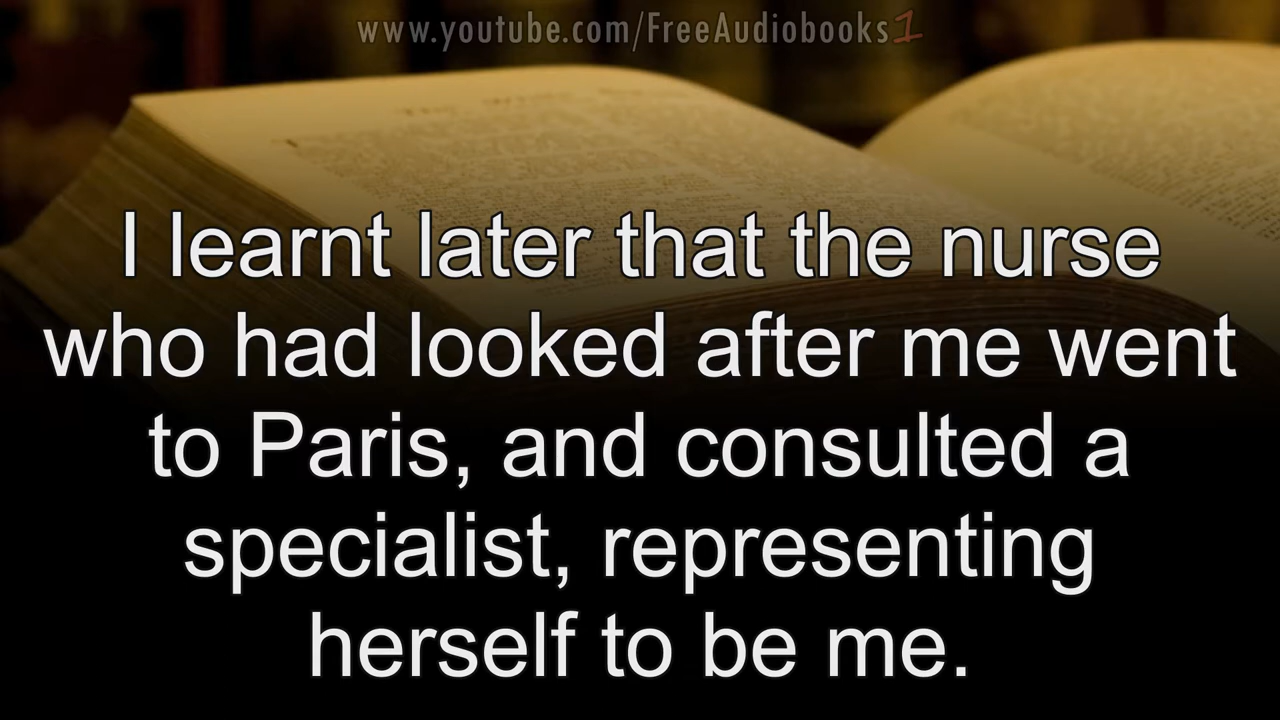 www.youtube.com/FreeAudiobooks1
I learnt later that the nurse
who had looked after me went
to Paris, and consulted a
specialist, representing
herself to be me.